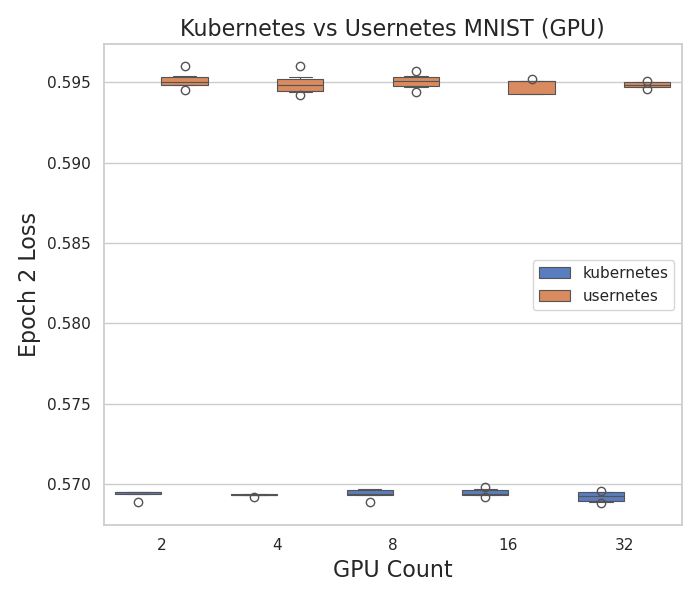 Kubernetes vs Usernetes MNIST (GPU)
Epoch 2 Loss
0.595
0.590
0.585
0.580
0.575
0.570
kubernetes
usernetes
2 4 8 16 32
GPU Count